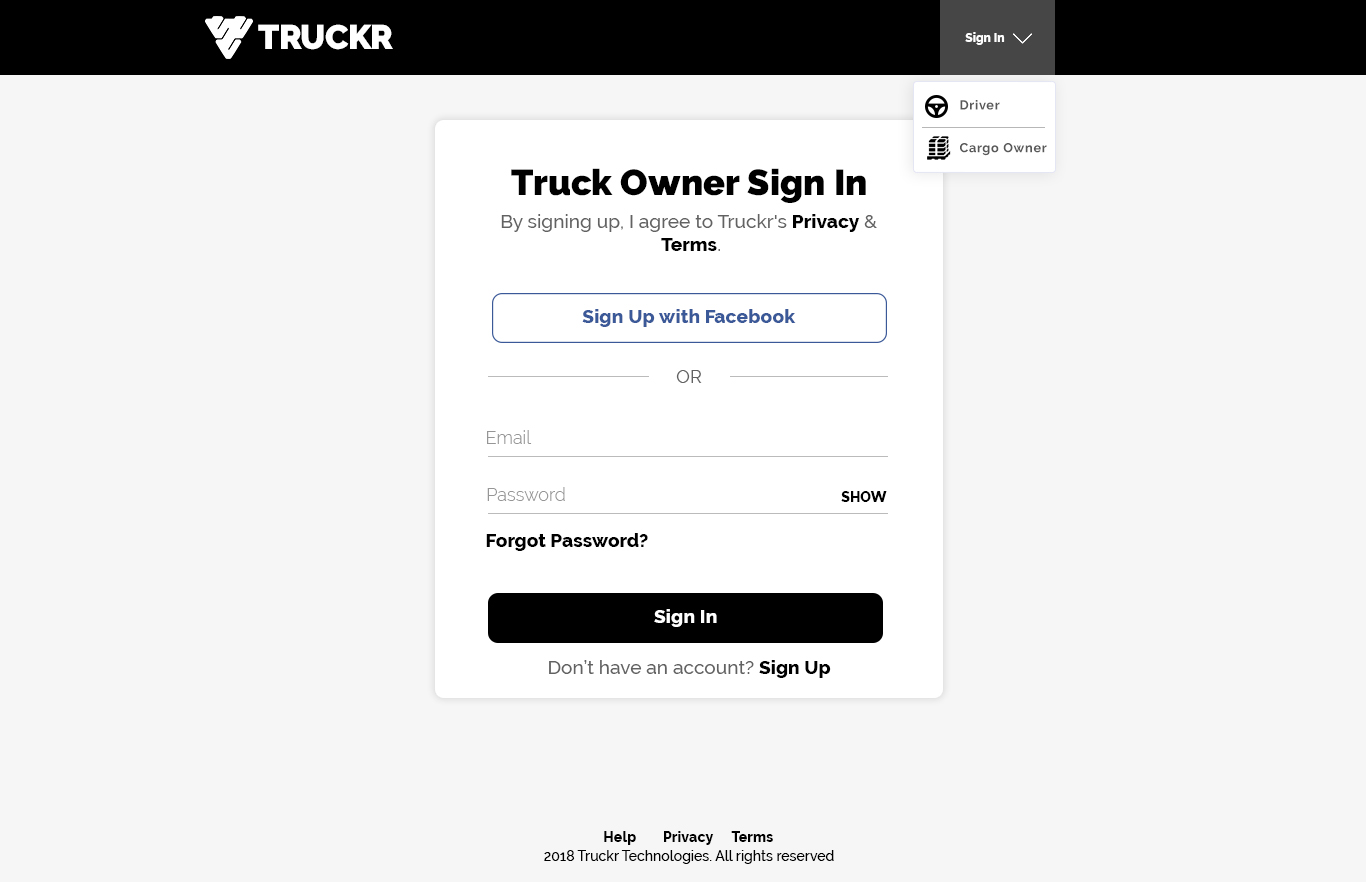 TRUCKR
Sign In
Driver
Cargo Owner
Truck Owner Sign In
By signing up, I agree to Truckr's Privacy &
Terms.
Sign Up with Facebook
OR
Email
Password
SHOW
Forgot Password?
Sign In
Don't have an account? Sign Up
Help Privacy Terms
2018 Truckr Technologies. All rights reserved